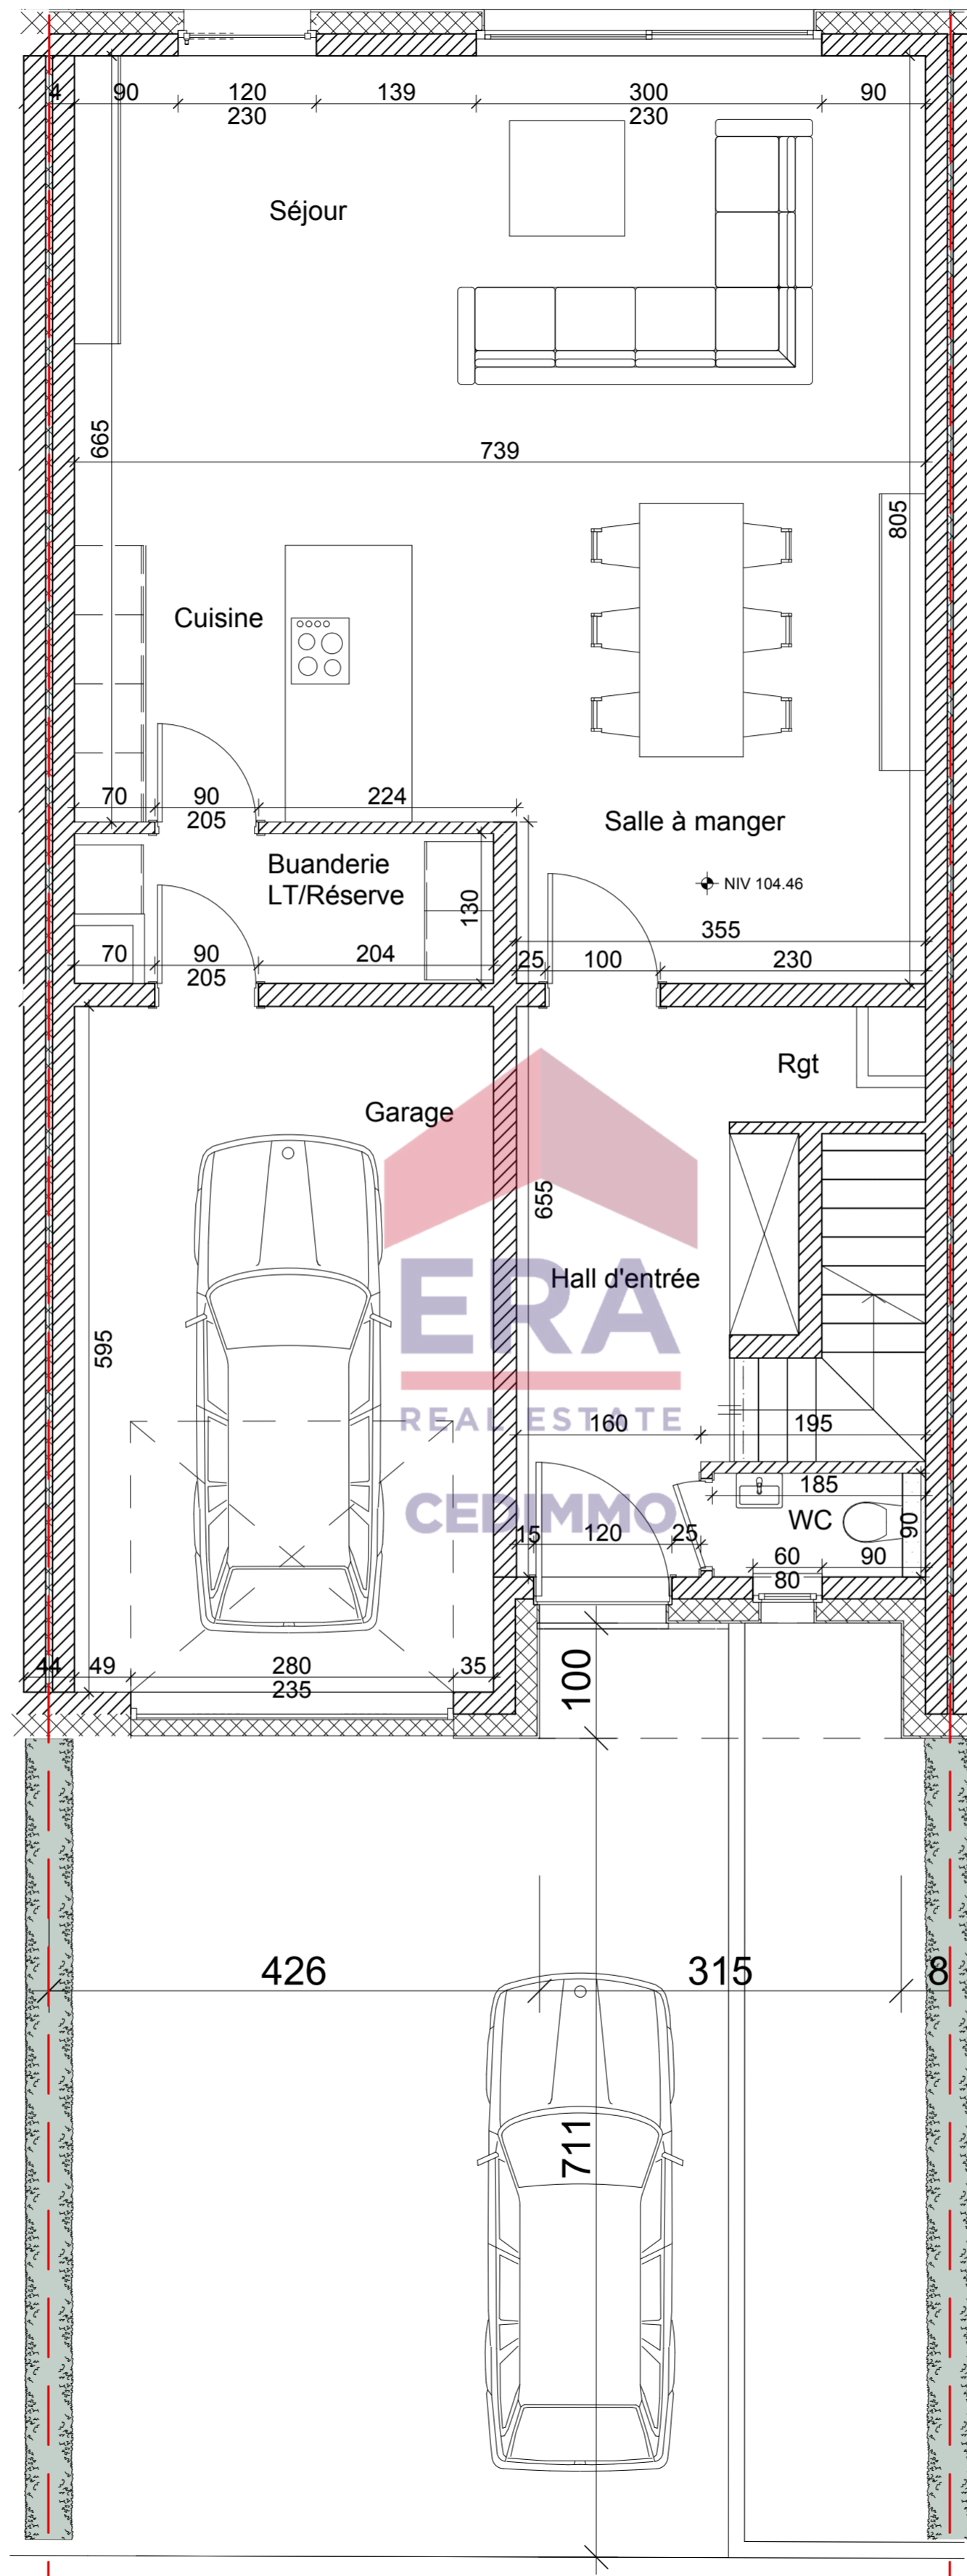 4 90 120 139 300 90
230 230
Séjour
665
739
805
Cuisine
70 90 224
205
Salle à manger
Buanderie
LT/Réserve
NIV 104.46
130
355
70 90 204 25 100 230
205
Rgt
Garage
655
Hall d'entrée
ERA
595
REAL ESTATE
160 195
185
CEDIMMO
WC
15 120 25
90
60 90
80
44 49 280 35
235
100
426 315 8
711